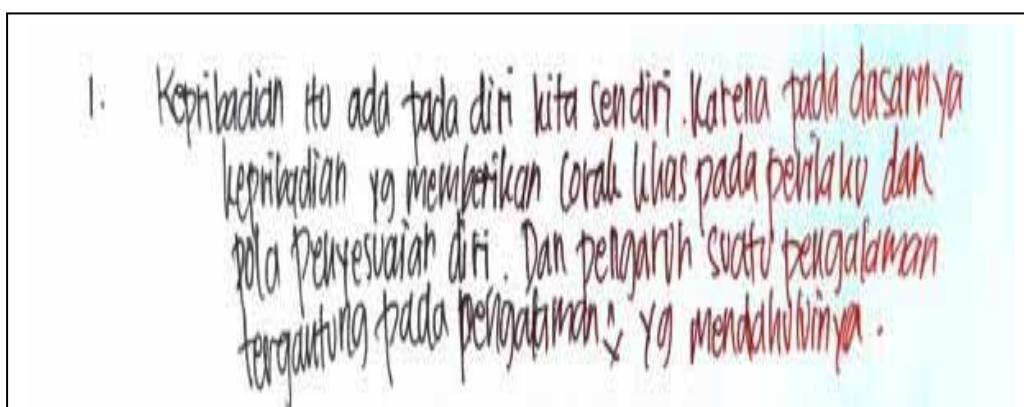 1. Kepribadian itu ada pada diri kita sendiri. Karena pada dasarnya
kepribadian yg memberikan corak khas pada perilaku dan
pola penyesuaian diri. Dan pengaruh suatu pengalaman
tergantung pada pengalaman² yg mendahuluinya.